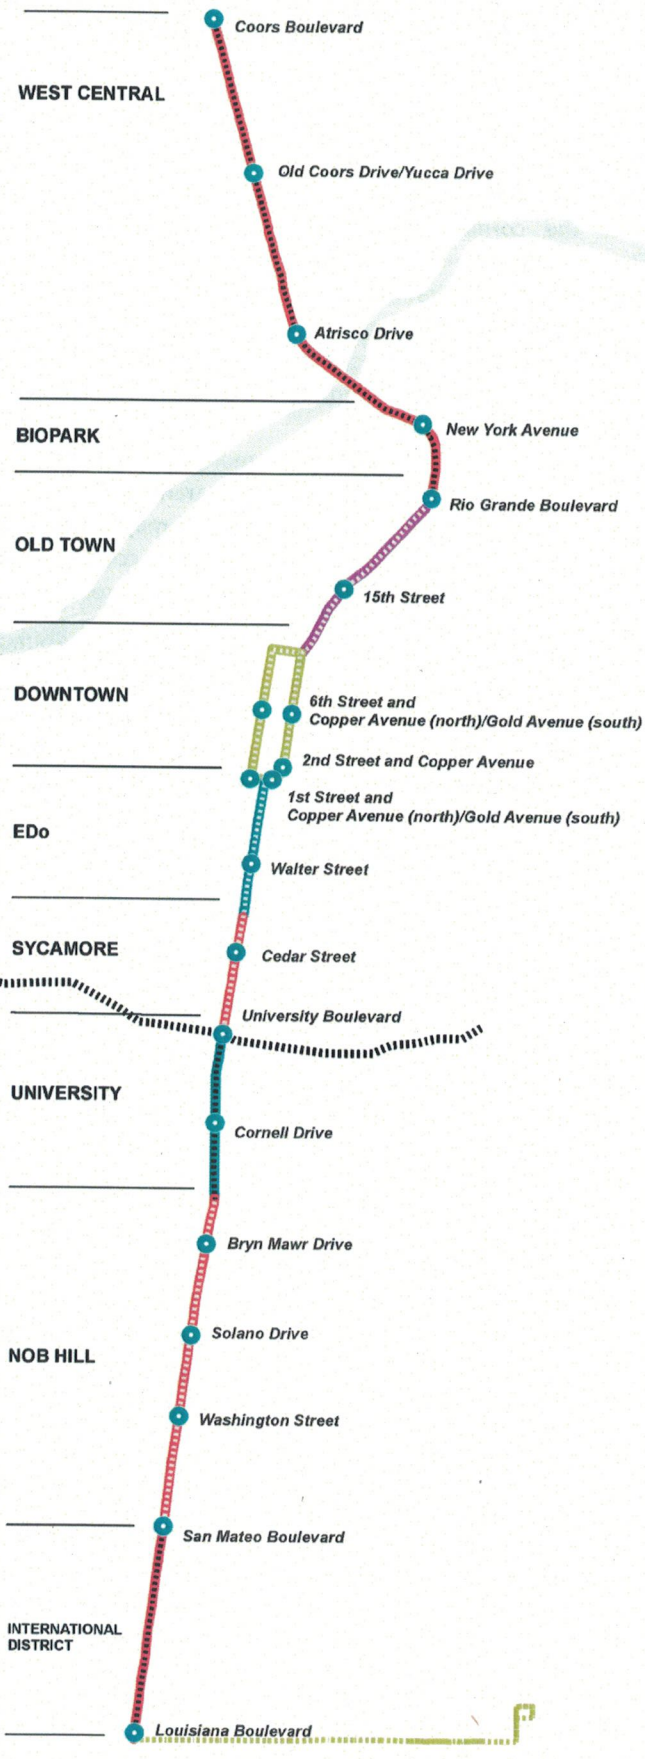 Coors Boulevard
WEST CENTRAL
Old Coors Drive/Yucca Drive
Atrisco Drive
New York Avenue
BIOPARK
Rio Grande Boulevard
OLD TOWN
15th Street
DOWNTOWN
6th Street and
Copper Avenue (north)/Gold Avenue (south)
2nd Street and Copper Avenue
1st Street and
Copper Avenue (north)/Gold Avenue (south)
EDo
Walter Street
SYCAMORE
Cedar Street
University Boulevard
UNIVERSITY
Cornell Drive
Bryn Mawr Drive
Solano Drive
NOB HILL
Washington Street
San Mateo Boulevard
INTERNATIONAL
DISTRICT
Louisiana Boulevard